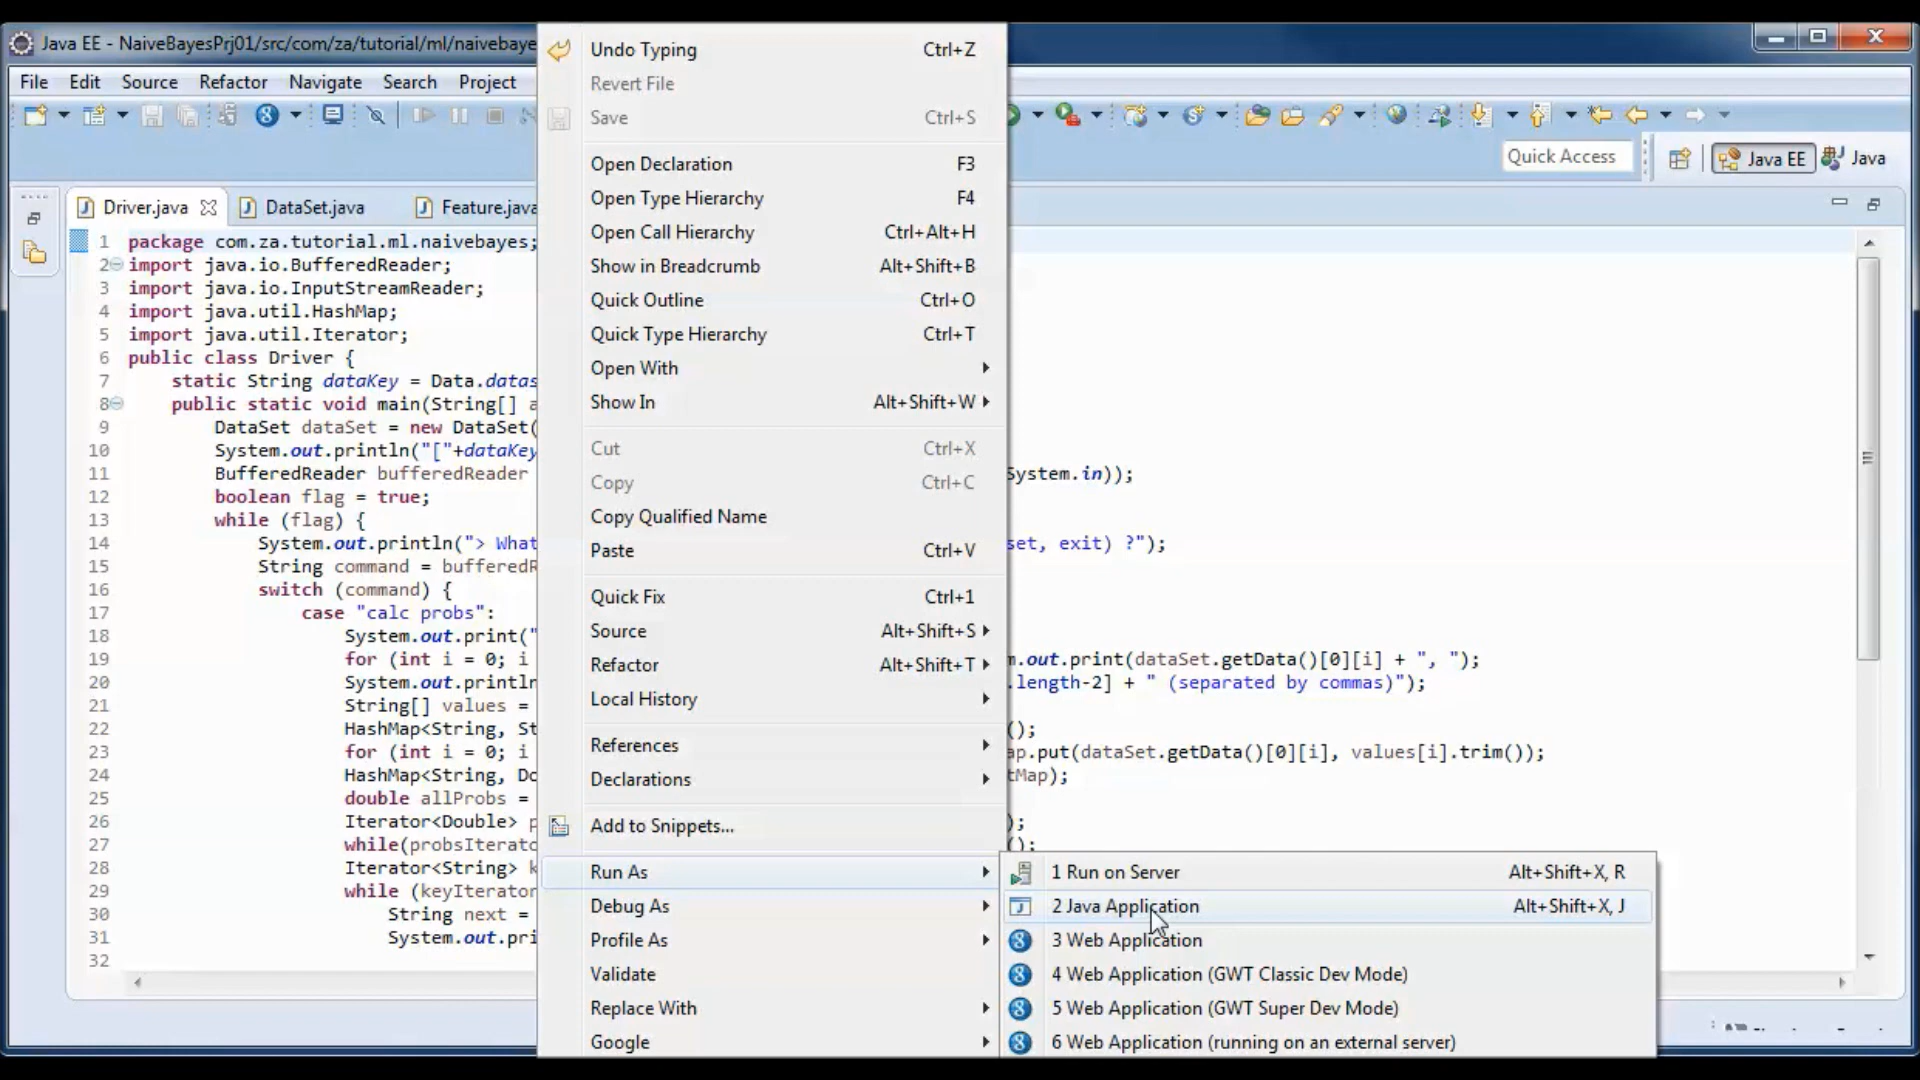 Java EE - NaiveBayesPrj01/src/com/za/tutorial/ml/naivebaye
File Edit Source Refactor Navigate Search Project
Quick Access
Java EE
Java
Driver.java
DataSet.java
Feature.java
1 package com.za.tutorial.ml.naivebayes;
2 import java.io.BufferedReader;
3 import java.io.InputStreamReader;
4 import java.util.HashMap;
5 import java.util.Iterator;
6 public class Driver {
7 static String dataKey = Data.datas
8 public static void main(String[] a
9 DataSet dataSet = new DataSet(
10 System.out.println("["+dataKey
11 BufferedReader bufferedReader System.in));
12 boolean flag = true;
13 while (flag) {
14 System.out.println("> What set, exit) ?");
15 String command = bufferedR
16 switch (command) {
17 case "calc probs":
18 System.out.print("
19 for (int i = 0; i m.out.print(dataSet.getData()[0][i] + ", ");
20 System.out.println .length-2] + " (separated by commas)");
21 String[] values =
22 HashMap<String, St ();
23 for (int i = 0; i ap.put(dataSet.getData()[0][i], values[i].trim());
24 HashMap<String, Do tMap);
25 double allProbs =
26 Iterator<Double> p );
27 while(probsIterato ();
28 Iterator<String> k
29 while (keyIterator
30 String next =
31 System.out.pri
32
Undo Typing Ctrl+Z
Revert File
Save Ctrl+S
Open Declaration F3
Open Type Hierarchy F4
Open Call Hierarchy Ctrl+Alt+H
Show in Breadcrumb Alt+Shift+B
Quick Outline Ctrl+O
Quick Type Hierarchy Ctrl+T
Open With
Show In Alt+Shift+W
Cut Ctrl+X
Copy Ctrl+C
Copy Qualified Name
Paste Ctrl+V
Quick Fix Ctrl+1
Source Alt+Shift+S
Refactor Alt+Shift+T
Local History
References
Declarations
Add to Snippets...
Run As
Debug As
Profile As
Validate
Replace With
Google
1 Run on Server Alt+Shift+X, R
2 Java Application Alt+Shift+X, J
3 Web Application
4 Web Application (GWT Classic Dev Mode)
5 Web Application (GWT Super Dev Mode)
6 Web Application (running on an external server)